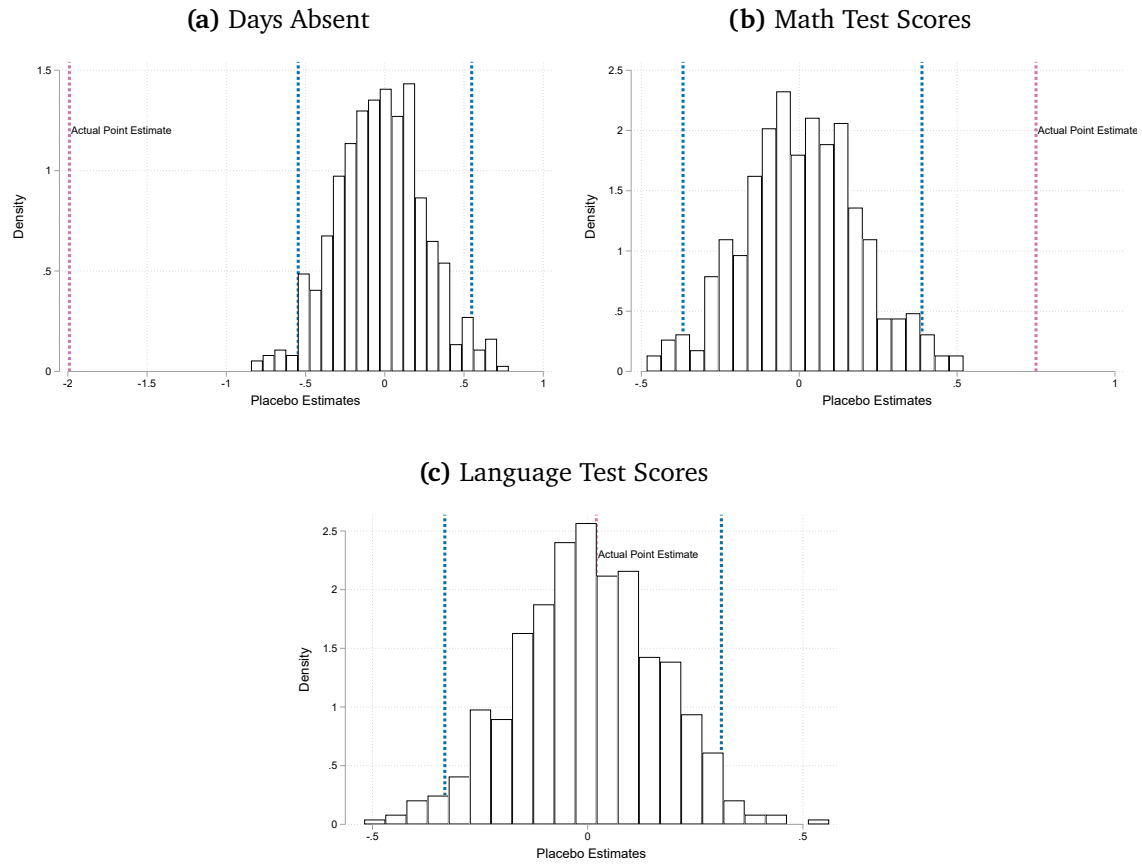 (a) Days Absent
1.5
1
.5
0
Density
Actual Point Estimate
-2
-1.5
-1
-.5
0
.5
1
Placebo Estimates
(b) Math Test Scores
2.5
2
1.5
1
.5
0
Density
Actual Point Estimate
-.5
0
.5
1
Placebo Estimates
(c) Language Test Scores
2.5
2
1.5
1
.5
0
Density
Actual Point Estimate
-.5
0
.5
Placebo Estimates